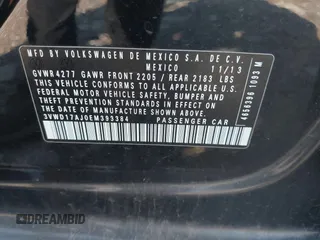 MFD BY VOLKSWAGEN DE MEXICO S.A. DE C.V.
MEXICO 11/13
GVWR 4277 GAWR FRONT 2205 / REAR 2183 LBS
THIS VEHICLE CONFORMS TO ALL APPLICABLE U.S.
FEDERAL MOTOR VEHICLE SAFETY, BUMPER AND
THEFT PREVENTION STANDARDS IN EFFECT ON THE
DATE OF MANUFACTURE SHOWN ABOVE.
3VWD17AJ0EM393384 PASSENGER CAR
4656396 1093 M
DREAMBID